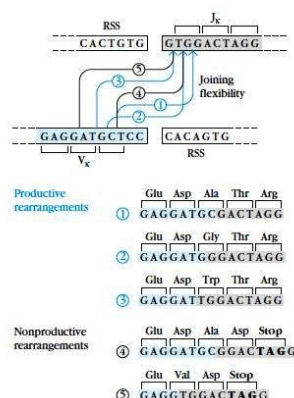 Jκ
RSS
CACTGTG GTGGACTAGG
⑤
③
Joining
flexibility
④
①
②
GAGGATGCTCC CACAGTG
Vκ
RSS
Productive
rearrangements
Glu Asp Ala Thr Arg
① GAGGATGCGACTAGG
Glu Asp Gly Thr Arg
② GAGGATGGGACTAGG
Glu Asp Trp Thr Arg
③ GAGGATTGGACTAGG
Nonproductive
rearrangements
Glu Asp Ala Asp Stop
④ GAGGATGCGGACTAGG
Glu Val Asp Stop
⑤ GAGGTGGACTAGG